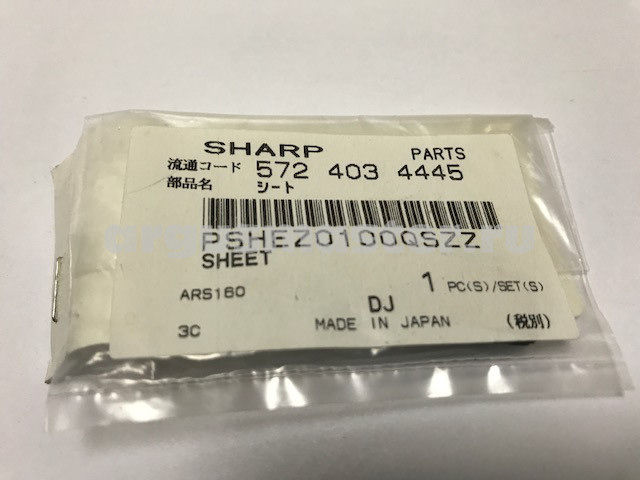 SHARP PARTS
流通コード 572 403 4445
部品名 シート
PSHEZ0100QSZZ
SHEET
ARS160 DJ 1 PC(S)/SET(S)
3C MADE IN JAPAN (税別)